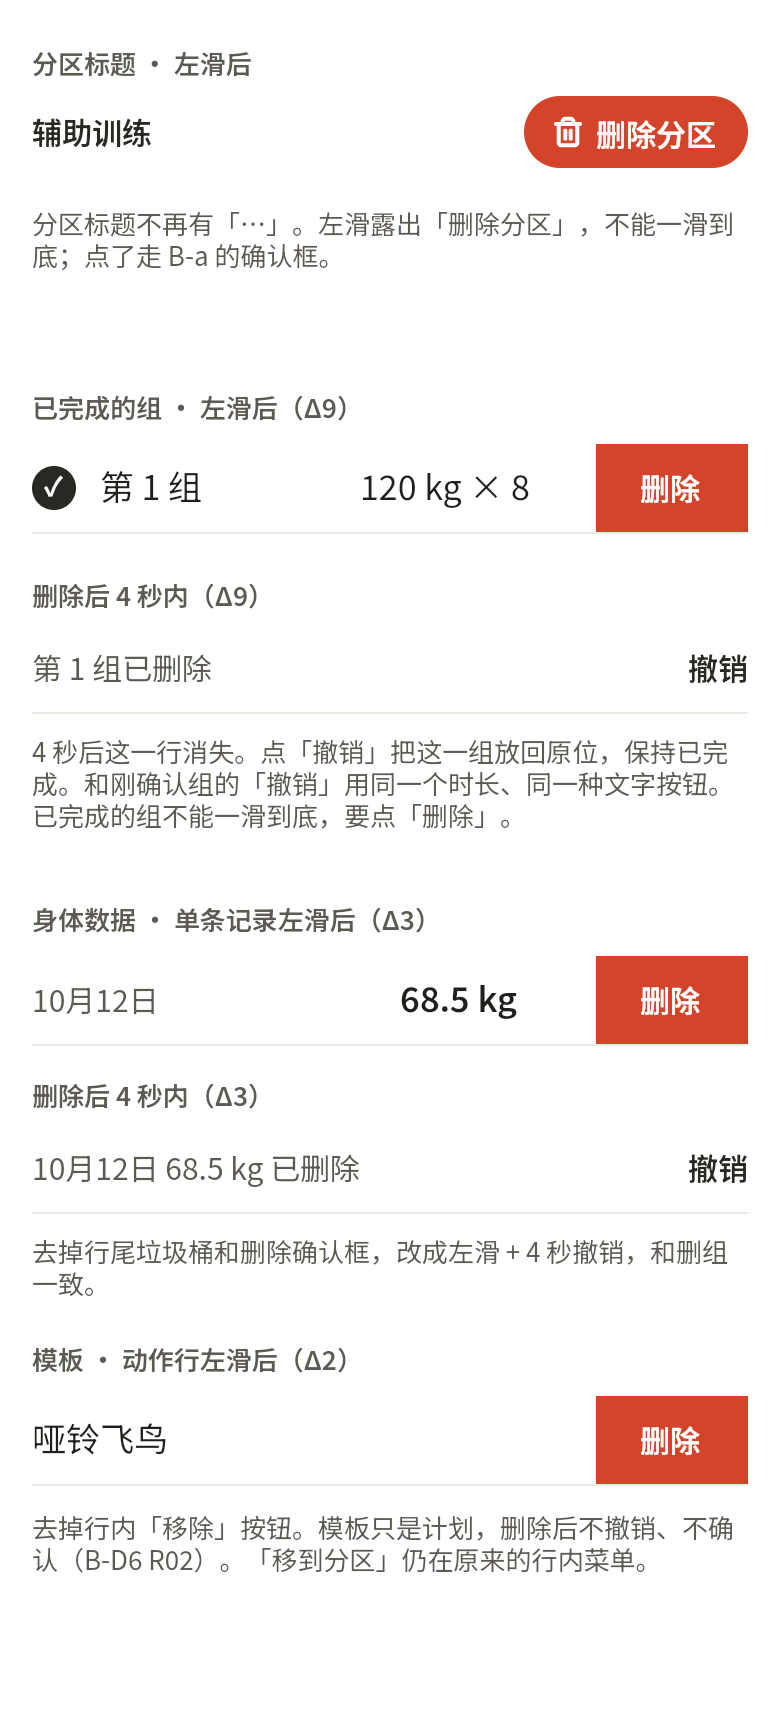 分区标题 · 左滑后
辅助训练
删除分区
分区标题不再有「…」。左滑露出「删除分区」，不能一滑到
底；点了走 B-a 的确认框。
已完成的组 · 左滑后（Δ9）
✓ 第 1 组 120 kg × 8 删除
删除后 4 秒内（Δ9）
第 1 组已删除 撤销
4 秒后这一行消失。点「撤销」把这一组放回原位，保持已完
成。和刚确认组的「撤销」用同一个时长、同一种文字按钮。
已完成的组不能一滑到底，要点「删除」。
身体数据 · 单条记录左滑后（Δ3）
10月12日 68.5 kg 删除
删除后 4 秒内（Δ3）
10月12日 68.5 kg 已删除 撤销
去掉行尾垃圾桶和删除确认框，改成左滑 + 4 秒撤销，和删组
一致。
模板 · 动作行左滑后（Δ2）
哑铃飞鸟 删除
去掉行内「移除」按钮。模板只是计划，删除后不撤销、不确
认（B-D6 R02）。「移到分区」仍在原来的行内菜单。